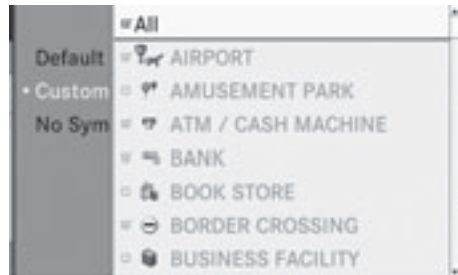 All
Default
AIRPORT
Custom
AMUSEMENT PARK
No Sym
ATM / CASH MACHINE
BANK
BOOK STORE
BORDER CROSSING
BUSINESS FACILITY